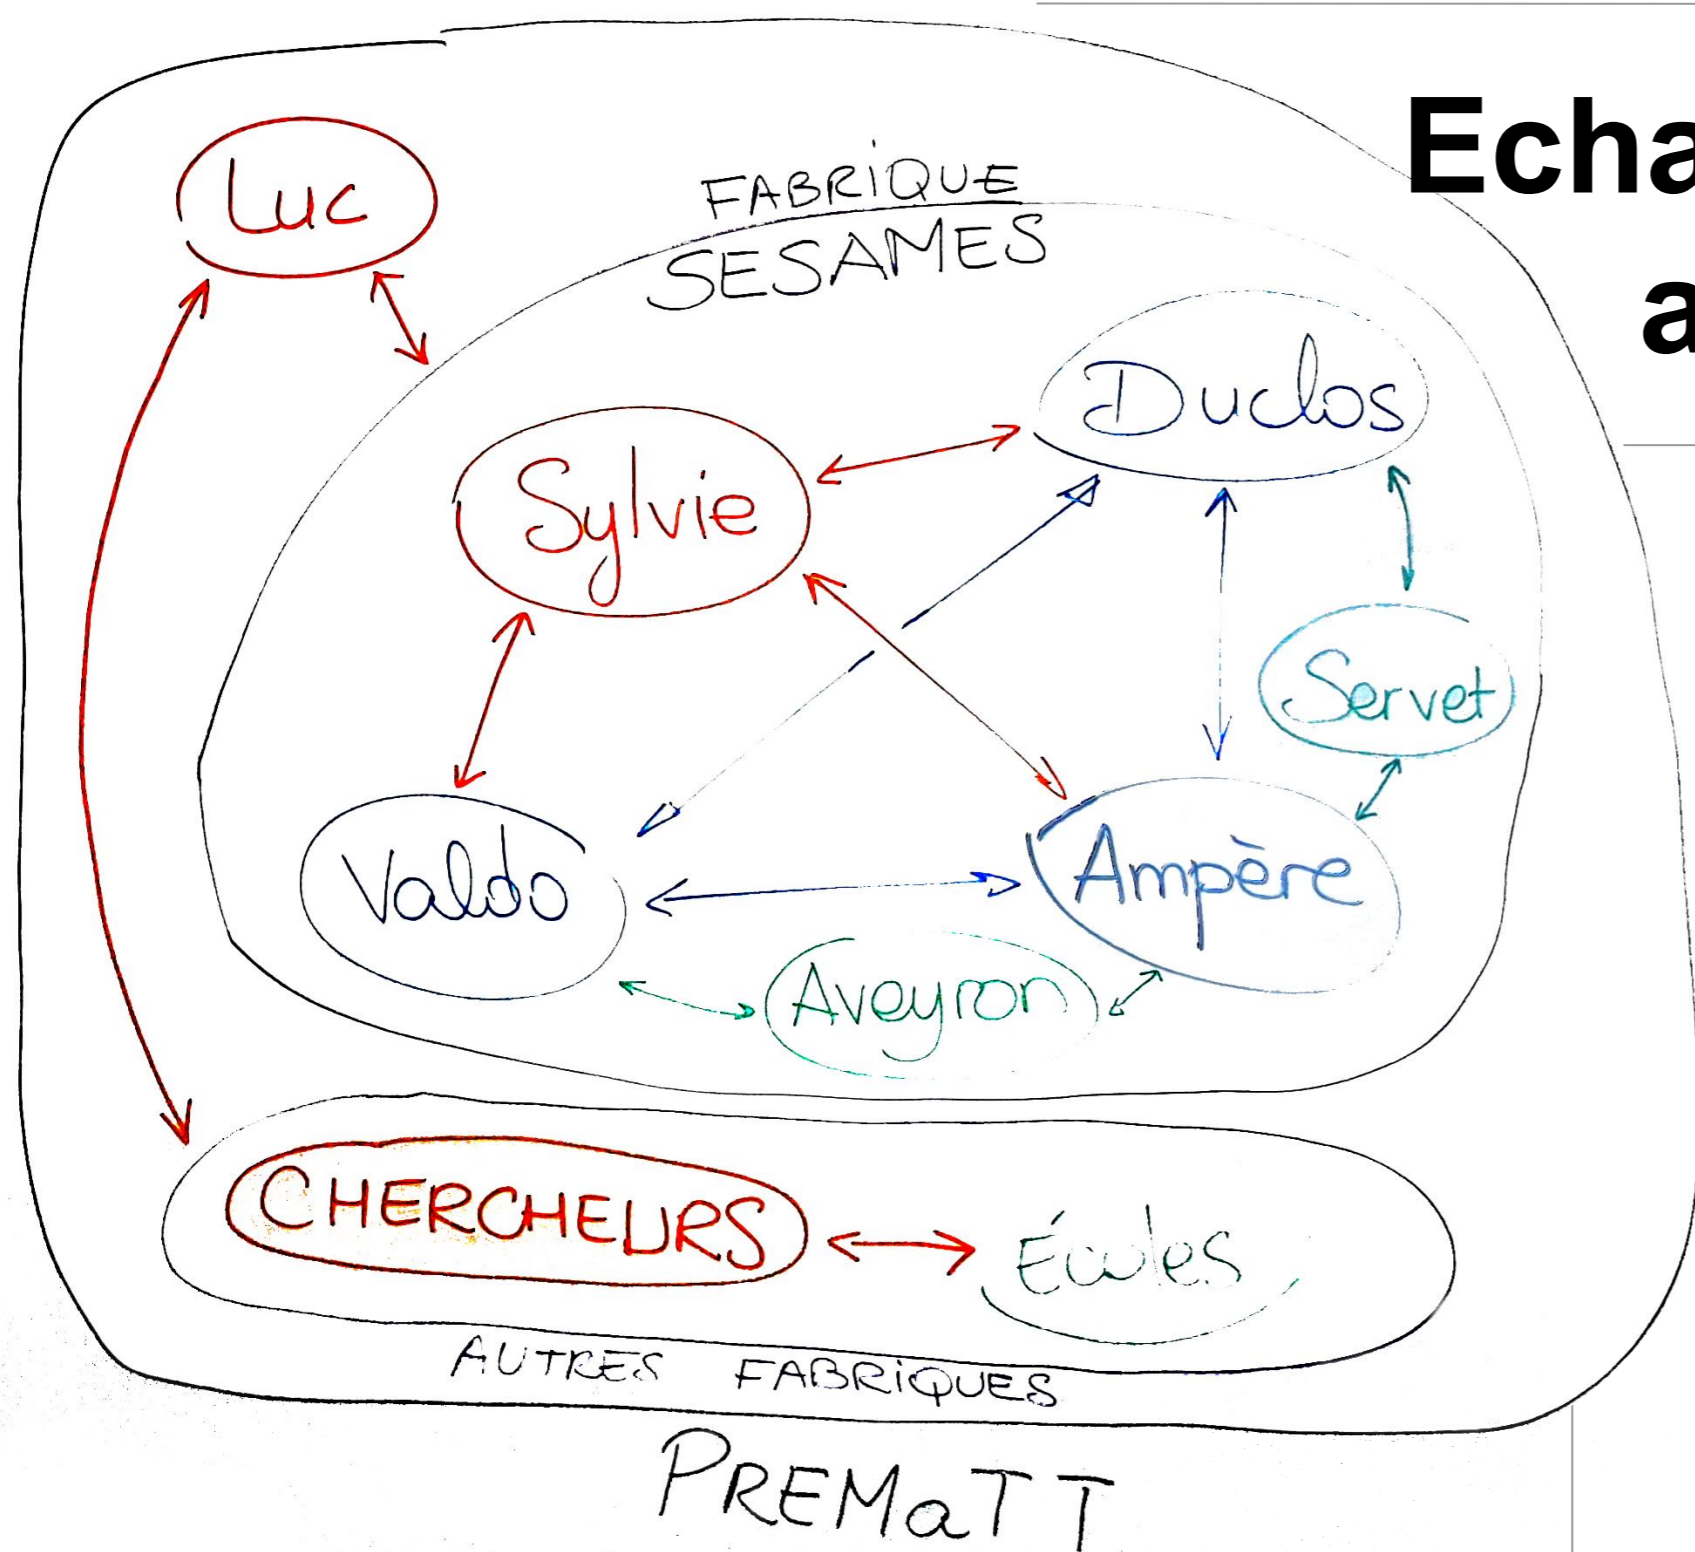 Echa
a
Luc
FABRiQUE
SESAMES
Duclos
Sylvie
Servet
Valdo
Ampère
Aveyron
CHERCHEURS
Écoles
AUTRES FABRiQUES
PREMaTT